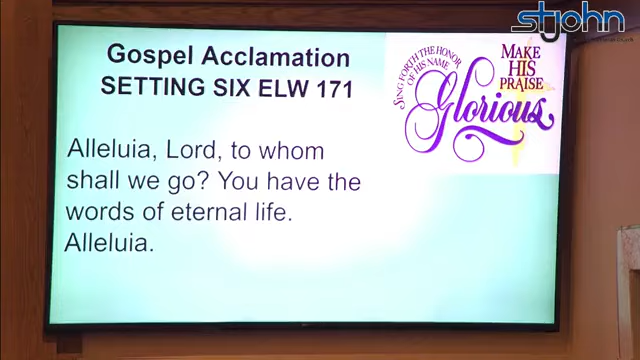 stjohn
Gospel Acclamation
SETTING SIX ELW 171
SING FORTH THE HONOR
OF HIS NAME
MAKE
HIS
PRAISE
Glorious
Alleluia, Lord, to whom
shall we go? You have the
words of eternal life.
Alleluia.